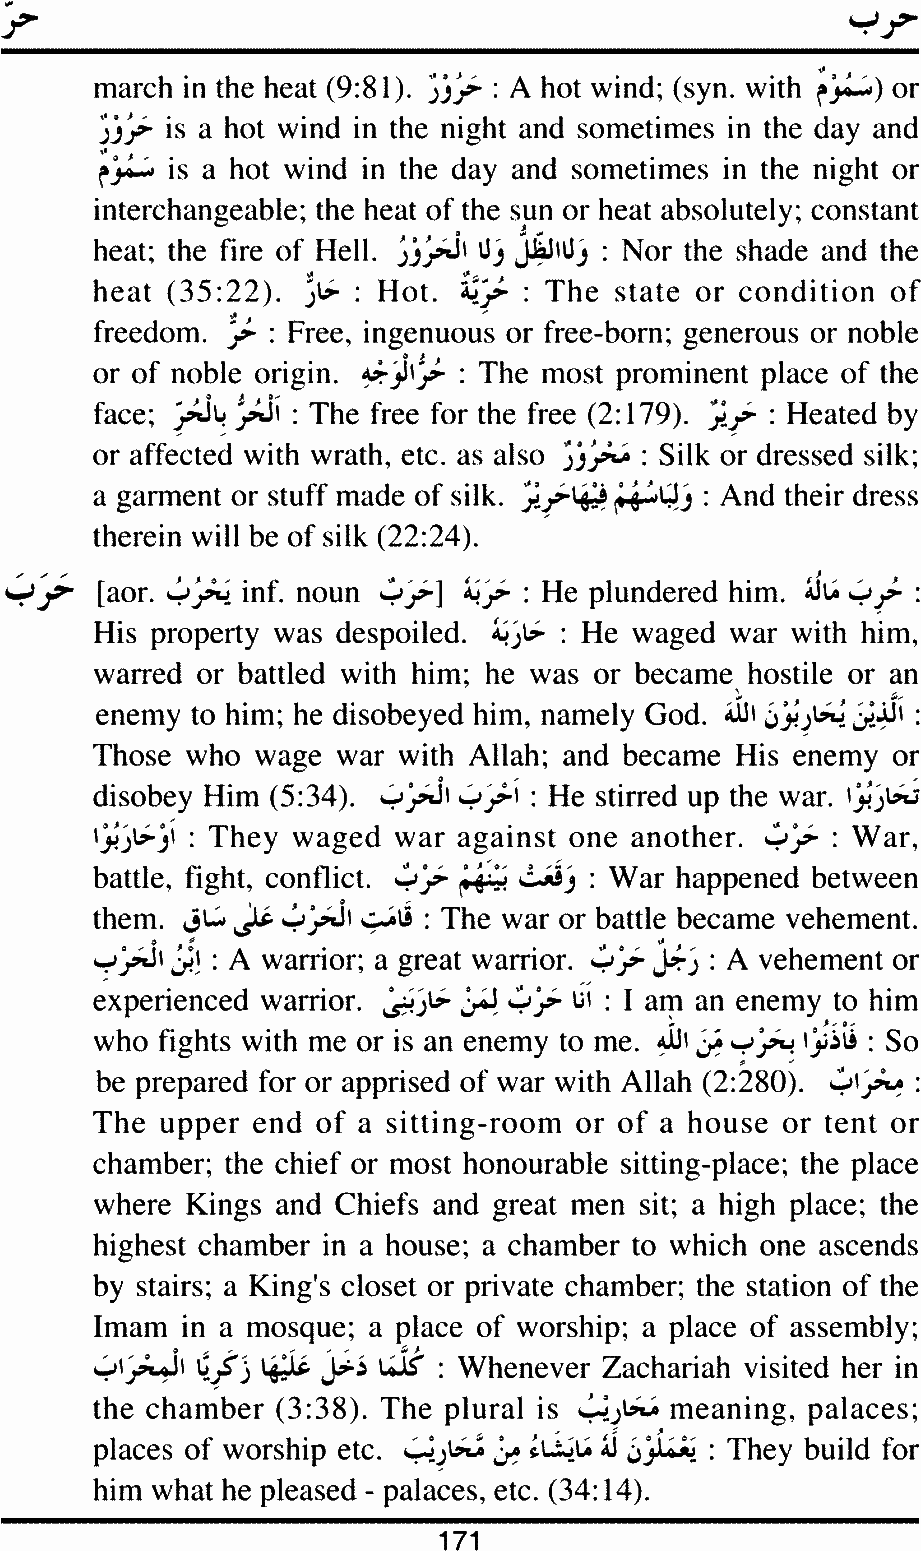 حرّ حرب
march in the heat (9:81). حَرُوْرٌ : A hot wind; (syn. with سَمُوْمٌ) or
حَرُوْرٌ is a hot wind in the night and sometimes in the day and
سَمُوْمٌ is a hot wind in the day and sometimes in the night or
interchangeable; the heat of the sun or heat absolutely; constant
heat; the fire of Hell. وَلَاالظِّلُّ وَلَا الْحَرُوْرُ : Nor the shade and the
heat (35:22). حَارٌّ : Hot. حُرِّيَّةٌ : The state or condition of
freedom. حُرٌّ : Free, ingenuous or free-born; generous or noble
or of noble origin. حُرُّالْوَجْهِ : The most prominent place of the
face; اَلْحُرُّ بِالْحُرِّ : The free for the free (2:179). حَرِيْرٌ : Heated by
or affected with wrath, etc. as also مَحْرُوْرٌ : Silk or dressed silk;
a garment or stuff made of silk. وَلِبَاسُهُمْ فِيْهَاحَرِيْرٌ : And their dress
therein will be of silk (22:24).
حَرَبَ [aor. يَحْرُبُ inf. noun حَرَبٌ] حَرَبَهٗ : He plundered him. حُرِبَ مَالُهٗ :
His property was despoiled. حَارَبَهٗ : He waged war with him,
warred or battled with him; he was or became hostile or an
enemy to him; he disobeyed him, namely God. اَلَّذِيْنَ يُحَارِبُوْنَ اللّٰهَ :
Those who wage war with Allah; and became His enemy or
disobey Him (5:34). اَحْرَبَ الْحَرْبَ : He stirred up the war. تَحَارَبُوْا
اَوْحَارَبُوْا : They waged war against one another. حَرْبٌ : War,
battle, fight, conflict. وَقَعَتْ بَيْنَهُمْ حَرْبٌ : War happened between
them. قَامَتِ الْحَرْبُ عَلٰى سَاقٍ : The war or battle became vehement.
اِبْنُ الْحَرْبِ : A warrior; a great warrior. رَجُلٌ حَرْبٌ : A vehement or
experienced warrior. اَنَا حَرْبٌ لِمَنْ حَارَبَنِىْ : I am an enemy to him
who fights with me or is an enemy to me. فَاْذَنُوْا بِحَرْبٍ مِّنَ اللّٰهِ : So
be prepared for or apprised of war with Allah (2:280). مِحْرَابٌ :
The upper end of a sitting-room or of a house or tent or
chamber; the chief or most honourable sitting-place; the place
where Kings and Chiefs and great men sit; a high place; the
highest chamber in a house; a chamber to which one ascends
by stairs; a King's closet or private chamber; the station of the
Imam in a mosque; a place of worship; a place of assembly;
كُلَّمَا دَخَلَ عَلَيْهَا زَكَرِيَّا الْمِحْرَابَ : Whenever Zachariah visited her in
the chamber (3:38). The plural is مَحَارِيْبُ meaning, palaces;
places of worship etc. يَعْمَلُوْنَ لَهٗ مَايَشَاءُ مِنْ مَّحَارِيْبَ : They build for
him what he pleased - palaces, etc. (34:14).
171